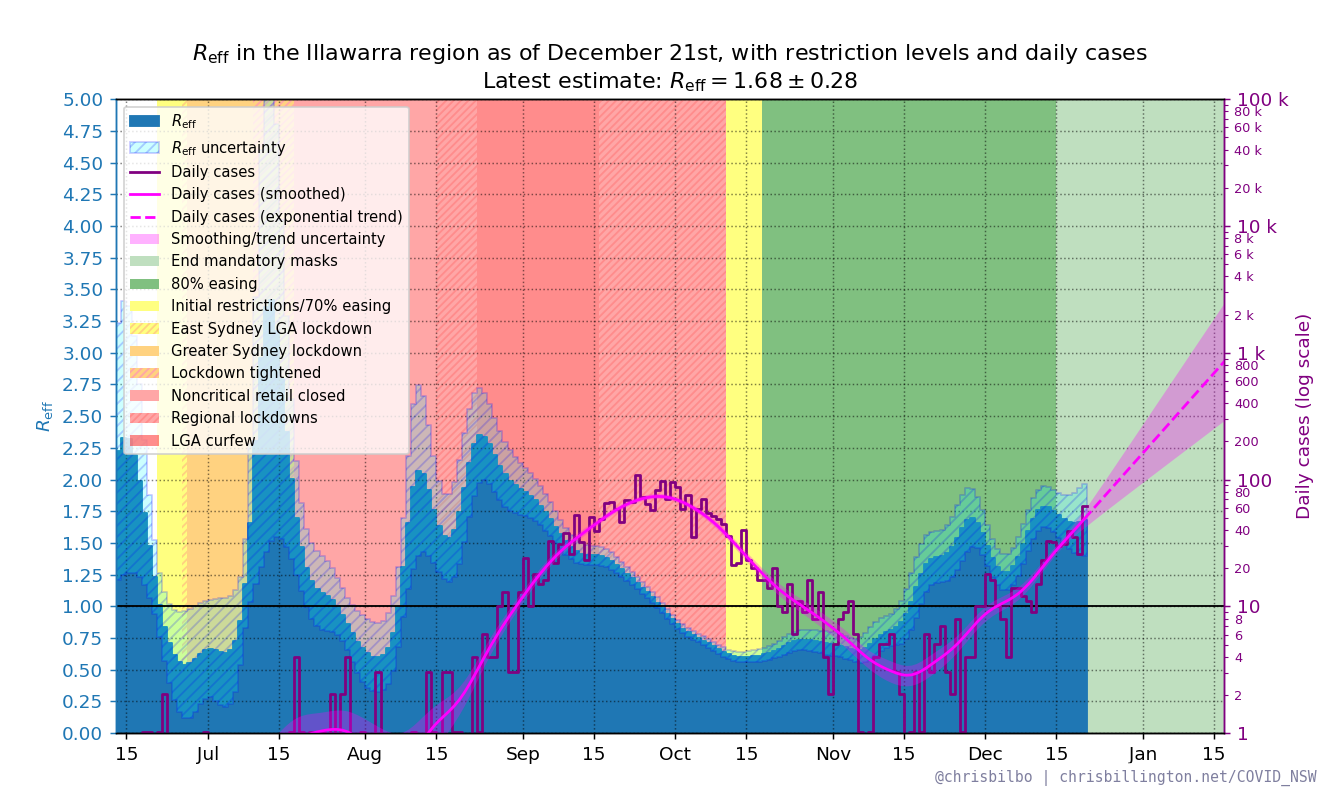 R_eff in the Illawarra region as of December 21st, with restriction levels and daily cases
Latest estimate: R_eff = 1.68 ± 0.28
5.00
4.75
4.50
4.25
4.00
3.75
3.50
3.25
3.00
2.75
2.50
2.25
2.00
1.75
1.50
1.25
1.00
0.75
0.50
0.25
0.00
R_eff
R_eff
R_eff uncertainty
Daily cases
Daily cases (smoothed)
Daily cases (exponential trend)
Smoothing/trend uncertainty
End mandatory masks
80% easing
Initial restrictions/70% easing
East Sydney LGA lockdown
Greater Sydney lockdown
Lockdown tightened
Noncritical retail closed
Regional lockdowns
LGA curfew
100 k
80 k
60 k
40 k
20 k
10 k
8 k
6 k
4 k
2 k
1 k
800
600
400
200
100
80
60
40
20
10
8
6
4
2
1
Daily cases (log scale)
15 Jul 15 Aug 15 Sep 15 Oct 15 Nov 15 Dec 15 Jan 15
@chrisbilbo | chrisbillington.net/COVID_NSW